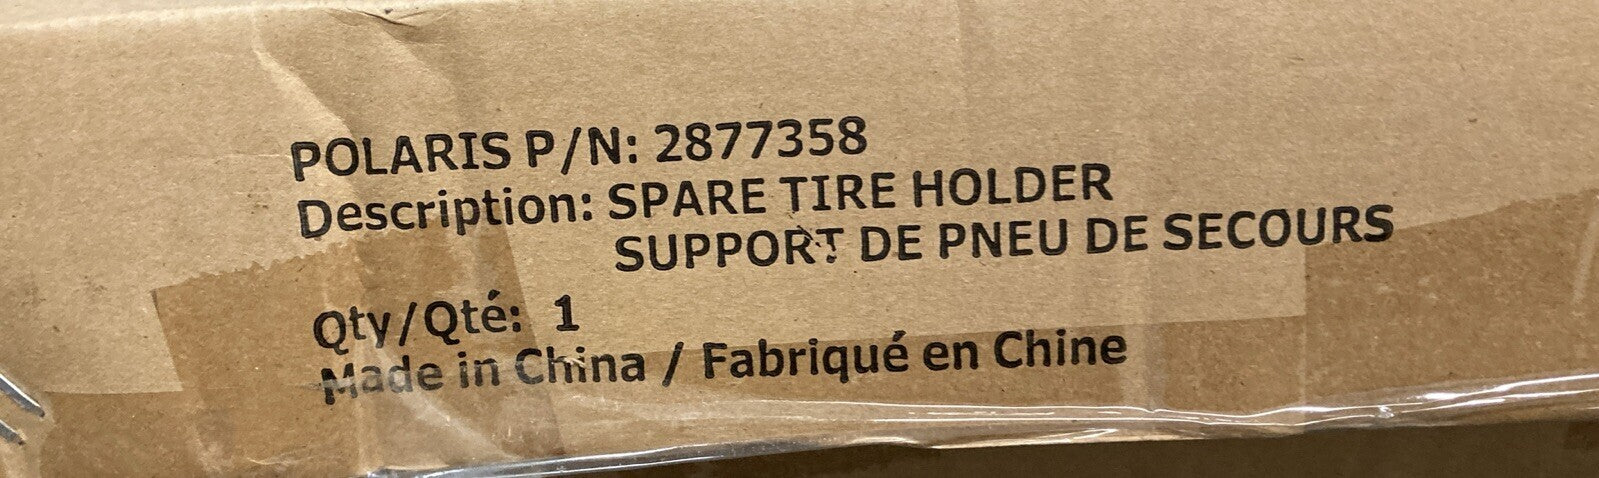 POLARIS P/N: 2877358
Description: SPARE TIRE HOLDER
SUPPORT DE PNEU DE SECOURS
Qty/Qté: 1
Made in China / Fabriqué en Chine